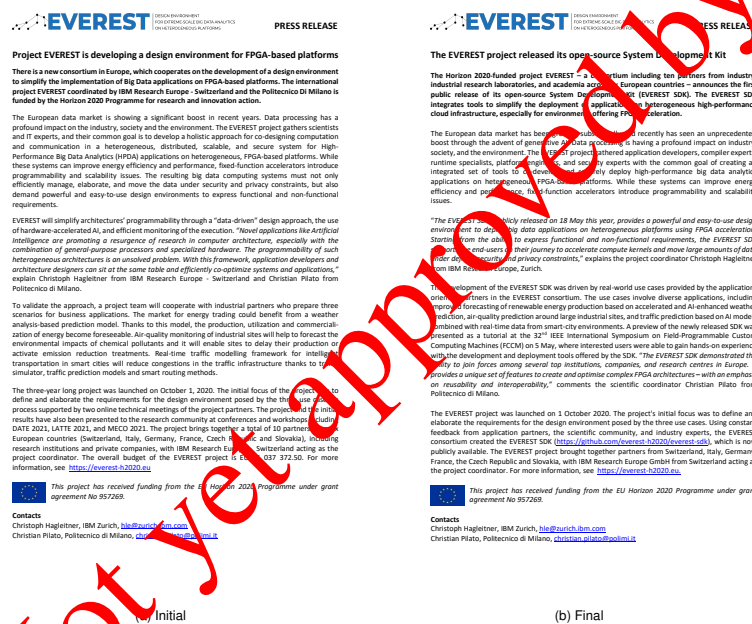 EVEREST
DESIGN ENVIRONMENT
FOR EXTREME-SCALE BIG DATA ANALYTICS
ON HETEROGENEOUS PLATFORMS
PRESS RELEASE
Project EVEREST is developing a design environment for FPGA-based platforms
There is a new consortium in Europe, which cooperates on the development of a design environment
to simplify the implementation of Big Data applications on FPGA-based platforms. The international
project EVEREST coordinated by IBM Research Europe - Switzerland and the Politecnico Di Milano is
funded by the Horizon 2020 Programme for research and innovation action.
The European data market is showing a significant boost in recent years. Data processing has a
profound impact on the industry, society and the environment. The EVEREST project gathers scientists
and IT experts, and their common goal is to develop a holistic approach for co-designing computation
and communication in a heterogeneous, distributed, scalable, and secure system for High-
Performance Big Data Analytics (HPDA) applications on heterogeneous, FPGA-based platforms. While
these systems can improve energy efficiency and performance, fixed-function accelerators introduce
programmability and scalability issues. The resulting big data computing systems must not only
efficiently manage, elaborate, and move the data under security and privacy constraints, but also
demand powerful and easy-to-use design environments to express functional and non-functional
requirements.
EVEREST will simplify architectures' programmability through a "data-driven" design approach, the use
of hardware-accelerated AI, and efficient monitoring of the execution. "Novel applications like Artificial
Intelligence are promoting a resurgence of research in computer architecture, especially with the
combination of general-purpose processors and specialized hardware. The programmability of such
heterogeneous architectures is an unsolved problem. With this framework, application developers and
architecture designers can sit at the same table and efficiently co-optimize systems and applications,"
explain Christoph Hagleitner from IBM Research Europe - Switzerland and Christian Pilato from
Politecnico di Milano.
To validate the approach, a project team will cooperate with industrial partners who prepare three
scenarios for business applications. The market for energy trading could benefit from a weather
analysis-based prediction model. Thanks to this model, the production, utilization and commerciali-
zation of energy become foreseeable. Air-quality monitoring of industrial sites will help to forecast the
environmental impacts of chemical pollutants and it will enable sites to delay their production or
activate emission reduction treatments. Real-time traffic modelling framework for intelligent
transportation in smart cities will reduce congestions in the traffic infrastructure thanks to
simulator, traffic prediction models and smart routing methods.
The three-year long project was launched on October 1, 2020. The initial focus of the project to
define and elaborate the requirements for the design environment posed by the three use
process supported by two online technical meetings of the project partners. The project and the initial
results have also been presented to the research community at conferences and workshops including
DATE 2021, LATTE 2021, and MECO 2021. The project brings together a total of 10 partners
European countries (Switzerland, Italy, Germany, France, Czech and Slovakia), including
research institutions and private companies, with IBM Research Switzerland acting as the
project coordinator. The overall budget of the EVEREST project is 037 372.50. For more
information, see https://everest-h2020.eu
This project has received funding from the EU Horizon 2020 Programme under grant
agreement No 957269.
Contacts
Christoph Hagleitner, IBM Zurich, hle@zurich.ibm.com
Christian Pilato, Politecnico di Milano, christian.pilato@polimi.it
(a) Initial
EVEREST
DESIGN ENVIRONMENT
FOR EXTREME-SCALE BIG DATA ANALYTICS
ON HETEROGENEOUS PLATFORMS
PRESS RELEASE
The EVEREST project released its open-source System Development Kit
The Horizon 2020-funded project EVEREST – a consortium including ten partners from industry
industrial research laboratories, and academia across European countries – announces the firs
public release of its open-source System Development Kit (EVEREST SDK). The EVEREST SD
integrates tools to simplify the deployment of applications on heterogeneous high-performanc
cloud infrastructure, especially for environments offering FPGA acceleration.
The European data market has been and recently has seen an unprecedente
boost through the advent of generative AI. Data processing is having a profound impact on industry
society, and the environment. The EVEREST project gathered application developers, compiler expert
runtime specialists, platform engineers, and security experts with the common goal of creating a
integrated set of tools to deploy high-performance big data analytic
applications on heterogeneous FPGA-based platforms. While these systems can improve energ
efficiency and performance, fixed-function accelerators introduce programmability and scalabilit
issues.
"The EVEREST SDK publicly released on 18 May this year, provides a powerful and easy-to-use desig
environment to deploy big data applications on heterogeneous platforms using FPGA acceleration
Starting from the ability to express functional and non-functional requirements, the EVEREST SD
supports the end-users on their journey to accelerate compute kernels and move large amounts of dat
under security and privacy constraints," explains the project coordinator Christoph Hagleitne
from IBM Research Europe, Zurich.
The development of the EVEREST SDK was driven by real-world use cases provided by the application
oriented partners in the EVEREST consortium. The use cases involve diverse applications, includin
improved forecasting of renewable energy production based on accelerated and AI-enhanced weathe
prediction, air-quality prediction around large industrial sites, and traffic prediction based on AI mode
combined with real-time data from smart-city environments. A preview of the newly released SDK wa
presented as a tutorial at the 32nd IEEE International Symposium on Field-Programmable Custo
Computing Machines (FCCM) on 5 May, where interested users were able to gain hands-on experienc
with the development and deployment tools offered by the SDK. "The EVEREST SDK demonstrated th
ability to join forces among several top institutions, companies, and research centres in Europe.
provides a unique set of features to create and optimise complex FPGA architectures – with an emphas
on reusability and interoperability," comments the scientific coordinator Christian Pilato from
Politecnico di Milano.
The EVEREST project was launched on 1 October 2020. The project's initial focus was to define an
elaborate the requirements for the design environment posed by the three use cases. Using constan
feedback from application partners, the scientific community, and industry experts, the EVERES
consortium created the EVEREST SDK (https://github.com/everest-h2020/everest-sdk), which is no
publicly available. The EVEREST project brought together partners from Switzerland, Italy, Germany
France, the Czech Republic and Slovakia, with IBM Research Europe GmbH from Switzerland acting a
the project coordinator. For more information, see https://everest-h2020.eu.
This project has received funding from the EU Horizon 2020 Programme under gran
agreement No 957269.
Contacts
Christoph Hagleitner, IBM Zurich, hle@zurich.ibm.com
Christian Pilato, Politecnico di Milano, christian.pilato@polimi.it
(b) Final
Not yet approved by